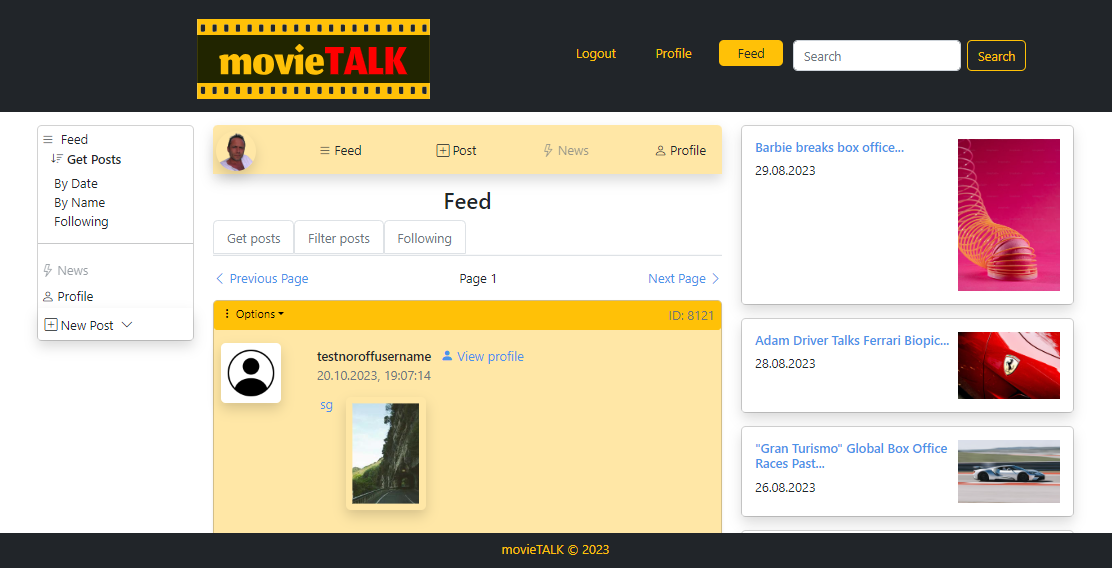 movieTALK
Logout
Profile
Feed
Search
Search
Feed
Get Posts
By Date
By Name
Following
News
Profile
New Post
Feed
Post
News
Profile
Feed
Get posts
Filter posts
Following
Previous Page
Page 1
Next Page
Options
ID: 8121
testnoroffusername
View profile
20.10.2023, 19:07:14
sg
Barbie breaks box office...
29.08.2023
Adam Driver Talks Ferrari Biopic...
28.08.2023
"Gran Turismo" Global Box Office
Races Past...
26.08.2023
movieTALK © 2023